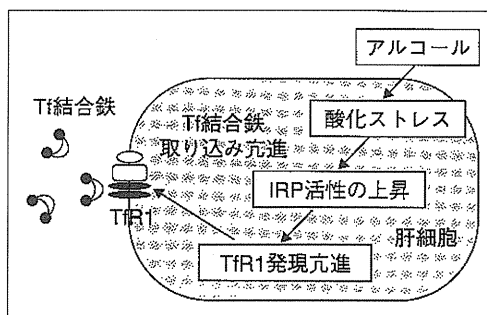 アルコール
Tf結合鉄
酸化ストレス
Tf結合鉄
取り込み亢進
IRP活性の上昇
TfR1
肝細胞
TfR1発現亢進